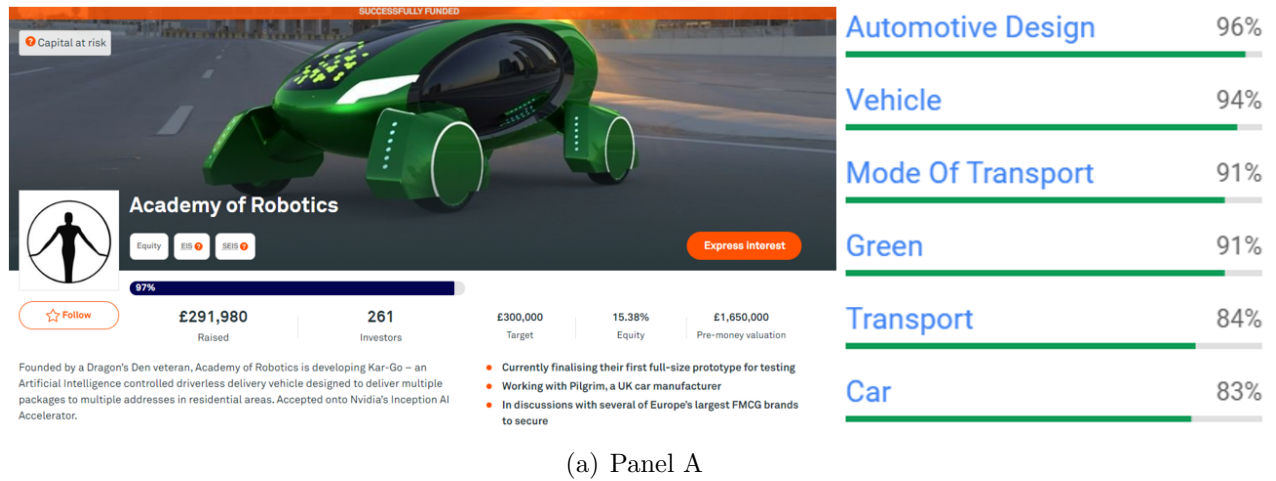 SUCCESSFULLY FUNDED
Capital at risk
Academy of Robotics
Equity
EIS ?
SEIS ?
Express interest
97%
Follow
£291,980
Raised
261
Investors
£300,000
Target
15.38%
Equity
£1,650,000
Pre-money valuation
Founded by a Dragon's Den veteran, Academy of Robotics is developing Kar-Go – an
Artificial Intelligence controlled driverless delivery vehicle designed to deliver multiple
packages to multiple addresses in residential areas. Accepted onto Nvidia's Inception AI
Accelerator.
Currently finalising their first full-size prototype for testing
Working with Pilgrim, a UK car manufacturer
In discussions with several of Europe's largest FMCG brands
to secure
Automotive Design 96%
Vehicle 94%
Mode Of Transport 91%
Green 91%
Transport 84%
Car 83%
(a) Panel A